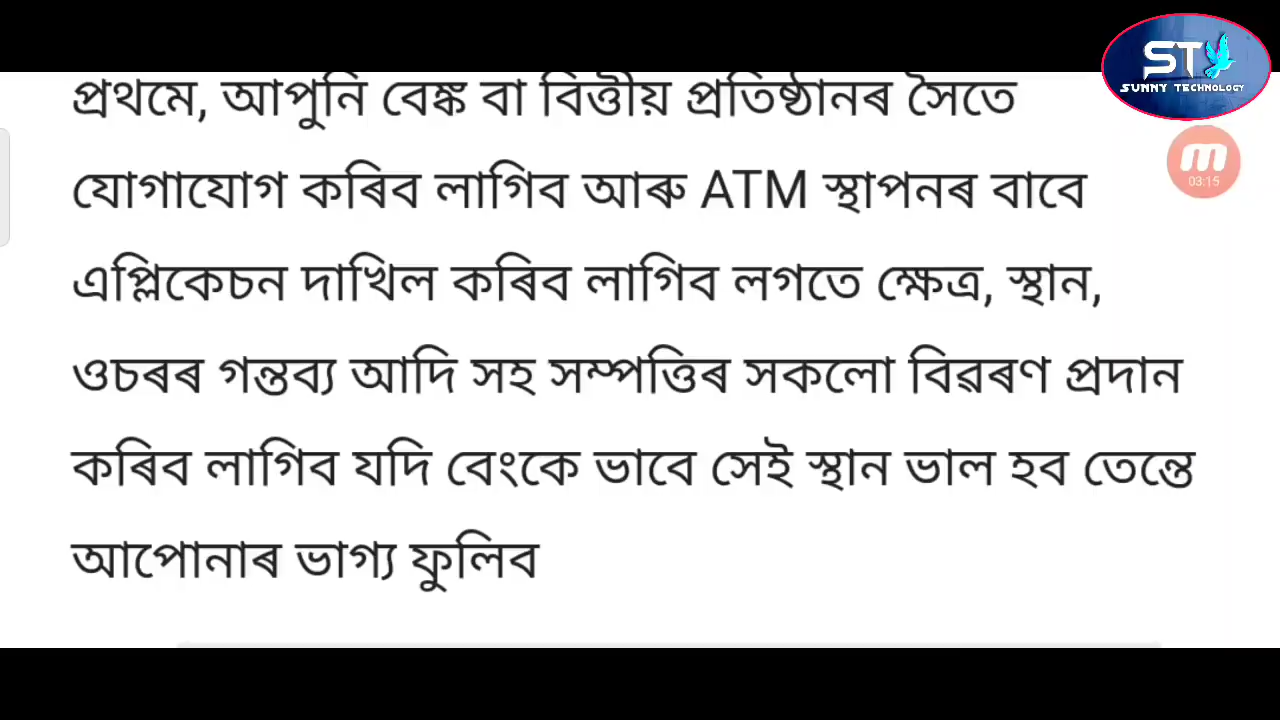 প্ৰথমে, আপুনি বেঙ্ক বা বিত্তীয় প্ৰতিষ্ঠানৰ সৈতে
যোগাযোগ কৰিব লাগিব আৰু ATM স্থাপনৰ বাবে
এপ্লিকেচন দাখিল কৰিব লাগিব লগতে ক্ষেত্ৰ, স্থান,
ওচৰৰ গন্তব্য আদি সহ সম্পত্তিৰ সকলো বিৱৰণ প্ৰদান
কৰিব লাগিব যদি বেংকে ভাবে সেই স্থান ভাল হব তেন্তে
আপোনাৰ ভাগ্য ফুলিব
ST
SUNNY TECHNOLOGY
m
03:15